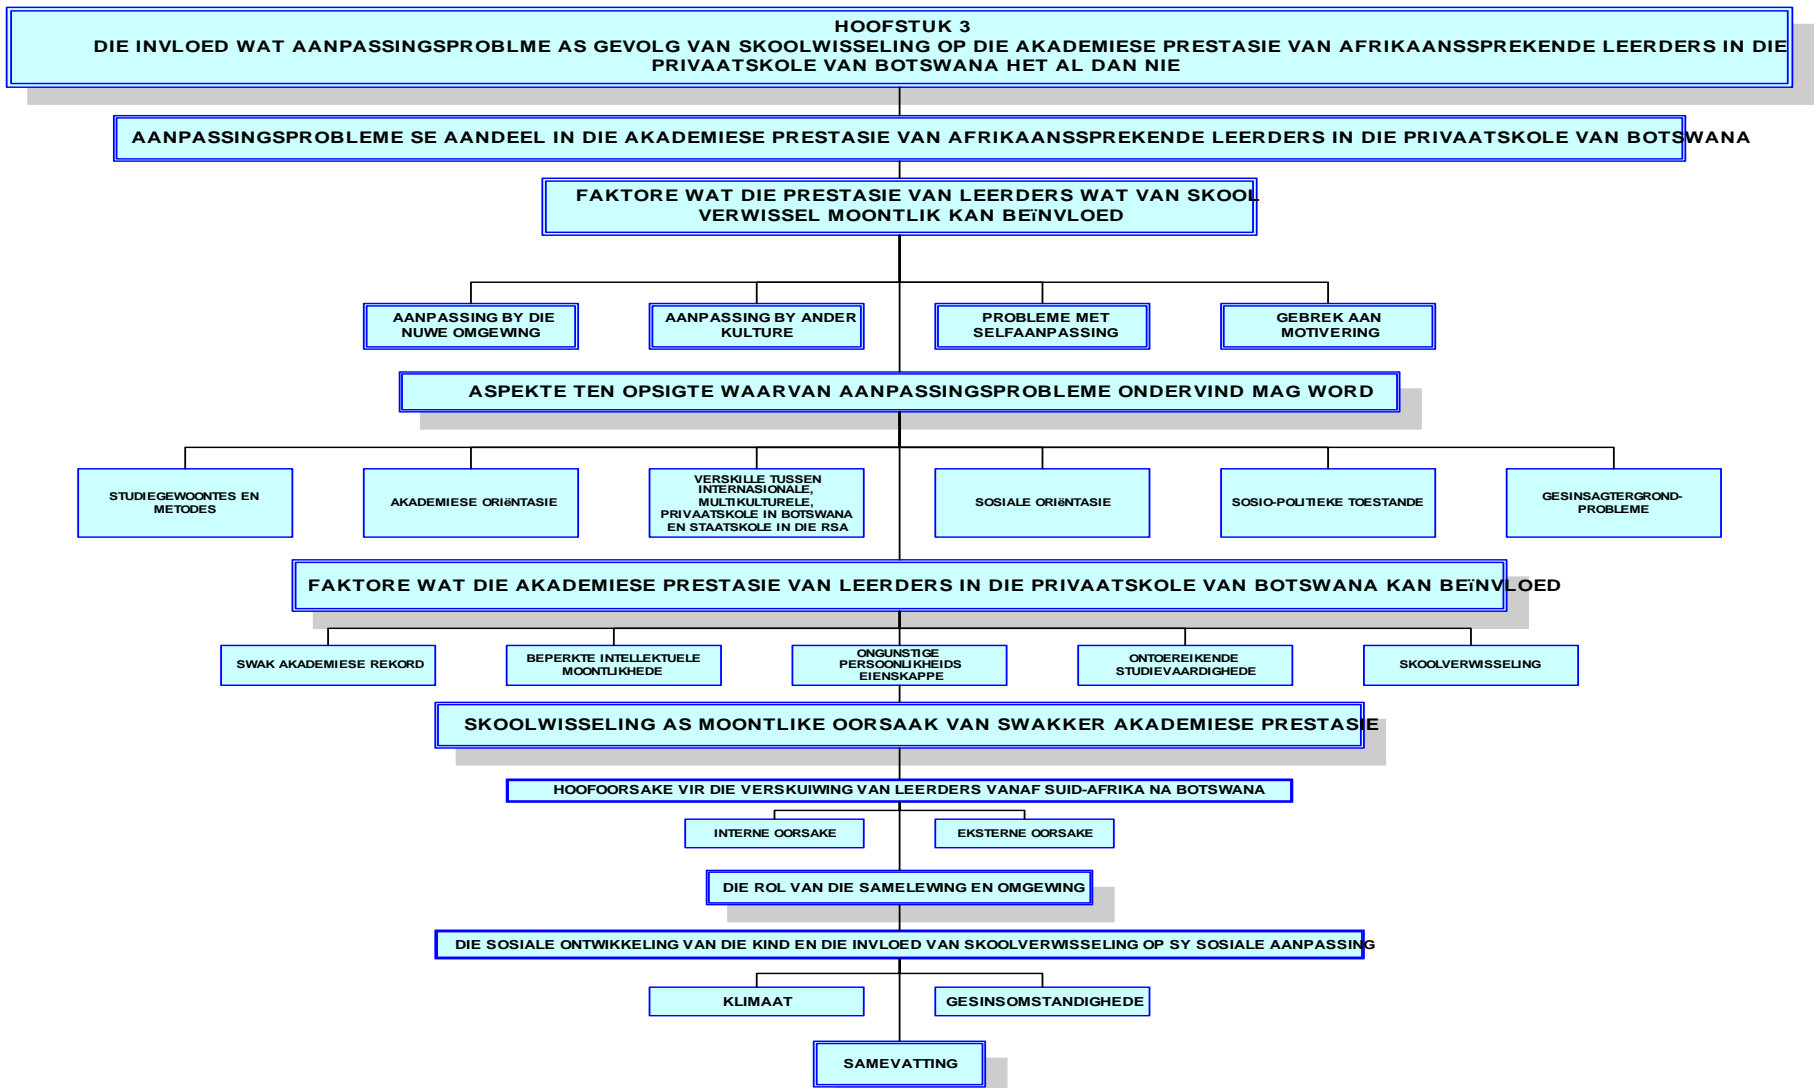 HOOFSTUK 3
DIE INVLOED WAT AANPASSINGSPROBLME AS GEVOLG VAN SKOOLWISSELING OP DIE AKADEMIESE PRESTASIE VAN AFRIKAANSSPREKENDE LEERDERS IN DIE
PRIVAATSKOLE VAN BOTSWANA HET AL DAN NIE
AANPASSINGSPROBLEME SE AANDEEL IN DIE AKADEMIESE PRESTASIE VAN AFRIKAANSSPREKENDE LEERDERS IN DIE PRIVAATSKOLE VAN BOTSWANA
FAKTORE WAT DIE PRESTASIE VAN LEERDERS WAT VAN SKOOL
VERWISSEL MOONTLIK KAN BEïNVLOED
AANPASSING BY DIE
NUWE OMGEWING
AANPASSING BY ANDER
KULTURE
PROBLEME MET
SELFAANPASSING
GEBREK AAN
MOTIVERING
ASPEKTE TEN OPSIGTE WAARVAN AANPASSINGSPROBLEME ONDERVIND MAG WORD
STUDIEGEWOONTES EN
METODES
AKADEMIESE ORIëNTASIE
VERSKILLE TUSSEN
INTERNASIONALE,
MULTIKULTURELE,
PRIVAATSKOLE IN BOTSWANA
EN STAATSKOLE IN DIE RSA
SOSIALE ORIëNTASIE
SOSIO-POLITIEKE TOESTANDE
GESINSAGTERGROND-
PROBLEME
FAKTORE WAT DIE AKADEMIESE PRESTASIE VAN LEERDERS IN DIE PRIVAATSKOLE VAN BOTSWANA KAN BEïNVLOED
SWAK AKADEMIESE REKORD
BEPERKTE INTELLEKTUELE
MOONTLIKHEDE
ONGUNSTIGE
PERSOONLIKHEIDS
EIENSKAPPE
ONTOEREIKENDE
STUDIEVAARDIGHEDE
SKOOLVERWISSELING
SKOOLWISSELING AS MOONTLIKE OORSAAK VAN SWAKKER AKADEMIESE PRESTASIE
HOOFOORSAKE VIR DIE VERSKUIWING VAN LEERDERS VANAF SUID-AFRIKA NA BOTSWANA
INTERNE OORSAKE
EKSTERNE OORSAKE
DIE ROL VAN DIE SAMELEWING EN OMGEWING
DIE SOSIALE ONTWIKKELING VAN DIE KIND EN DIE INVLOED VAN SKOOLVERWISSELING OP SY SOSIALE AANPASSING
KLIMAAT
GESINSOMSTANDIGHEDE
SAMEVATTING